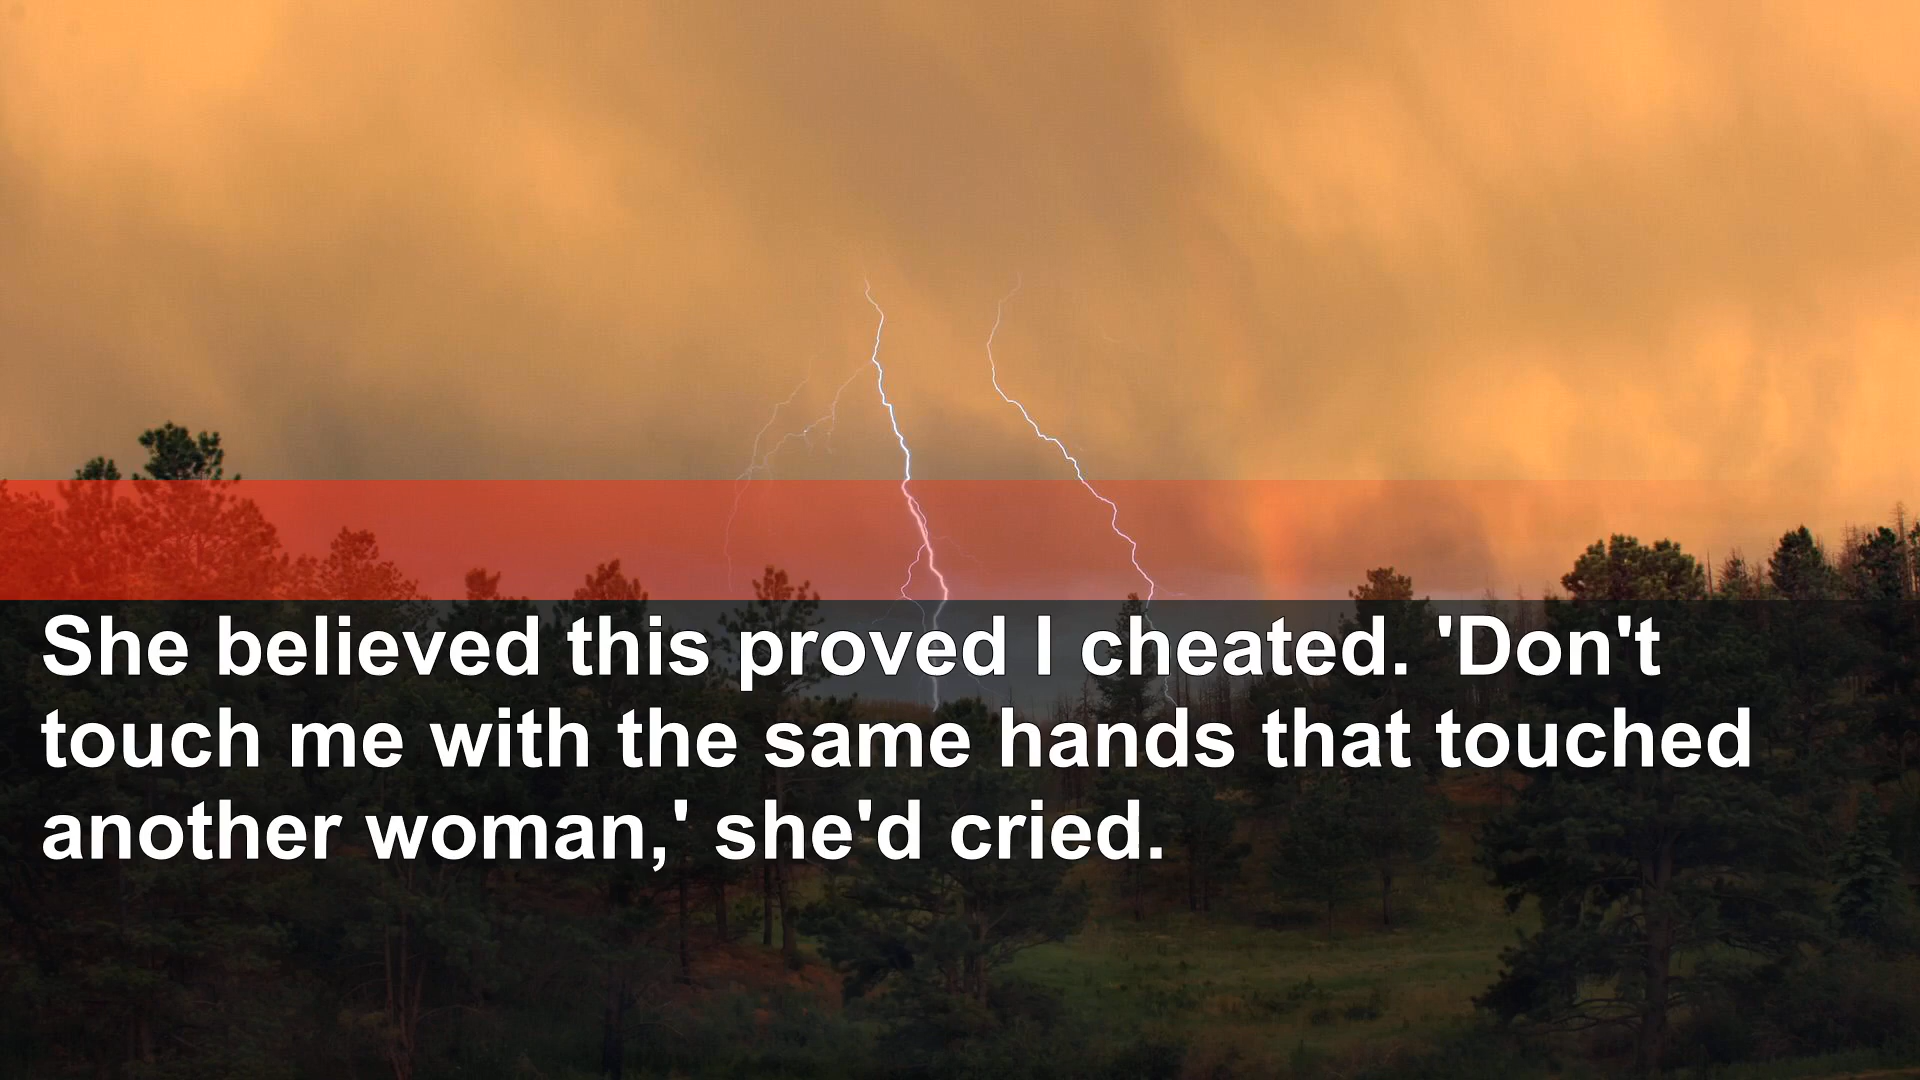 She believed this proved I cheated. 'Don't
touch me with the same hands that touched
another woman,' she'd cried.